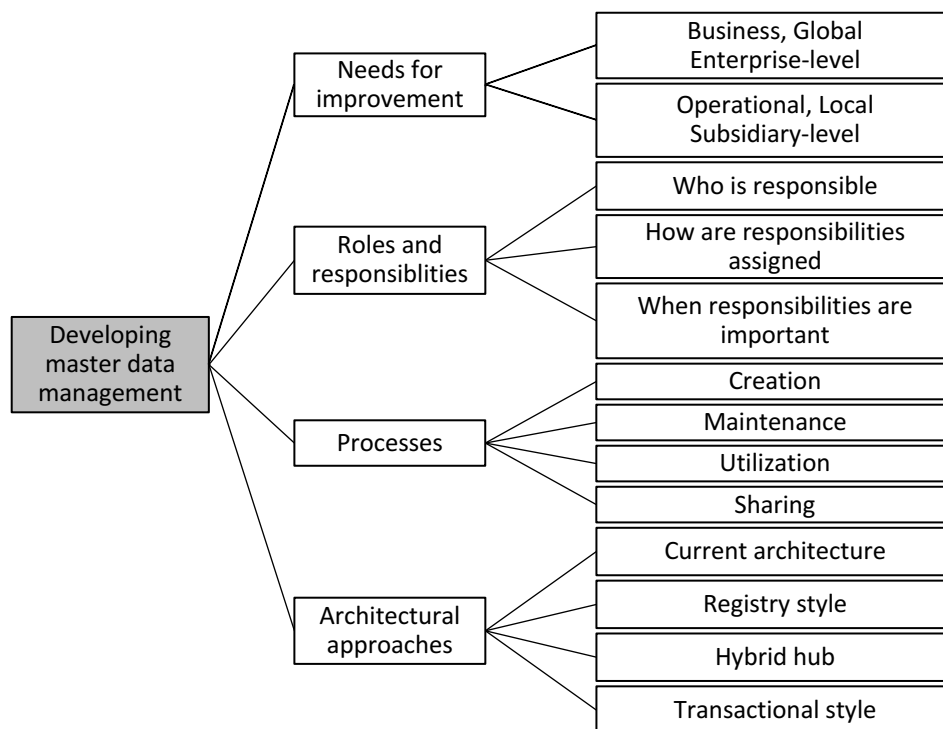 Developing
master data
management
Needs for
improvement
Business, Global
Enterprise-level
Operational, Local
Subsidiary-level
Roles and
responsiblities
Who is responsible
How are responsibilities
assigned
When responsibilities are
important
Processes
Creation
Maintenance
Utilization
Sharing
Architectural
approaches
Current architecture
Registry style
Hybrid hub
Transactional style